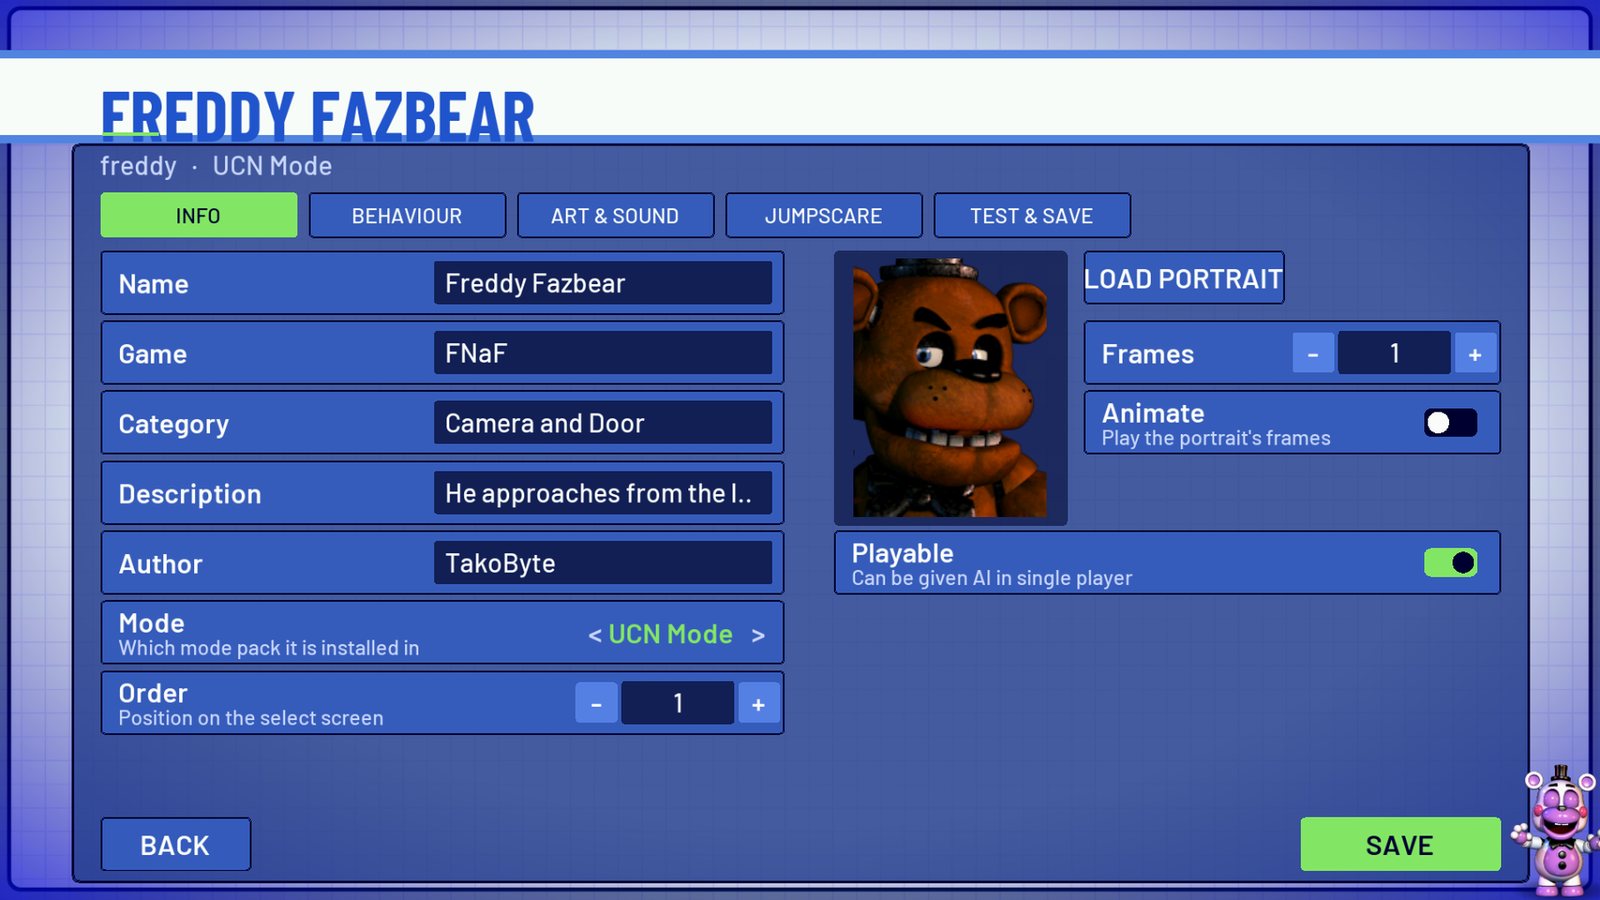 FREDDY FAZBEAR
freddy · UCN Mode
INFO
BEHAVIOUR
ART & SOUND
JUMPSCARE
TEST & SAVE
Name
Freddy Fazbear
Game
FNaF
Category
Camera and Door
Description
He approaches from the l..
Author
TakoByte
Mode
Which mode pack it is installed in
< UCN Mode >
Order
Position on the select screen
- 1 +
LOAD PORTRAIT
Frames
- 1 +
Animate
Play the portrait's frames
Playable
Can be given AI in single player
BACK
SAVE